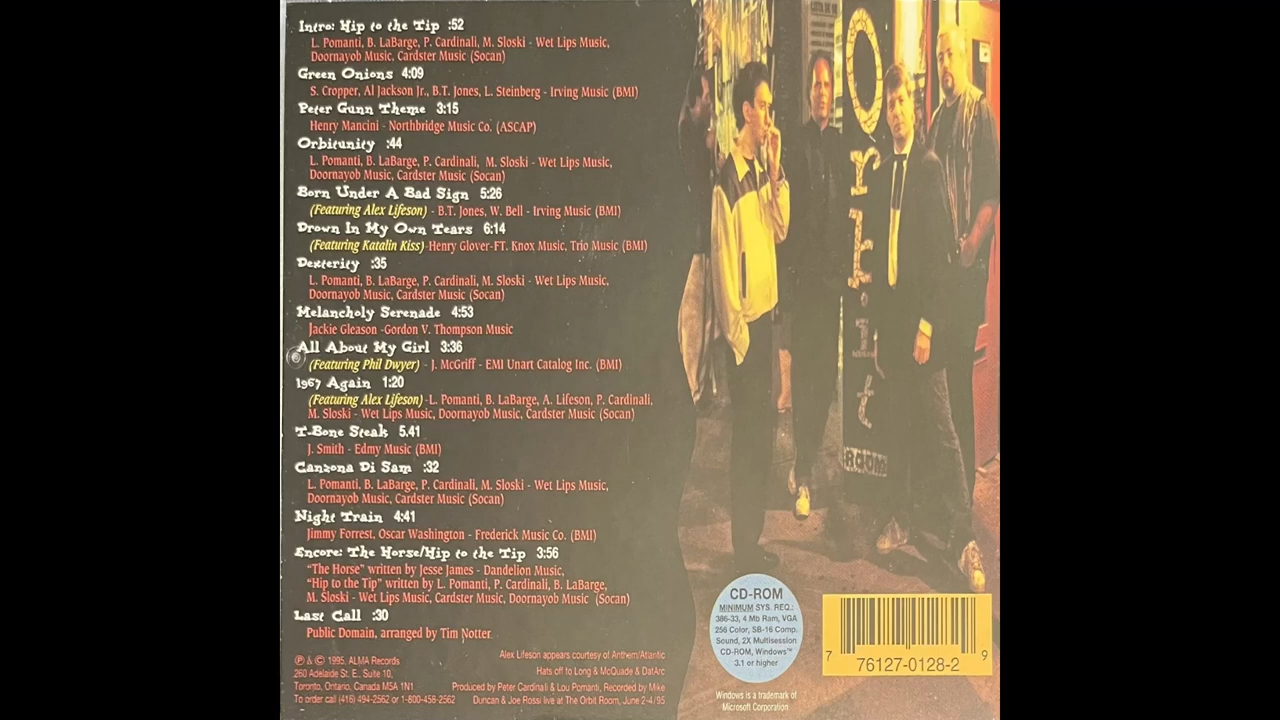 Intro: Hip to the Tip :52
L. Pomanti, B. LaBarge, P. Cardinali, M. Sloski - Wet Lips Music,
Doornayob Music, Cardster Music (Socan)
Green Onions 4:09
S. Cropper, Al Jackson Jr., B.T. Jones, L. Steinberg - Irving Music (BMI)
Peter Gunn Theme 3:15
Henry Mancini - Northbridge Music Co. (ASCAP)
Orbitunity :44
L. Pomanti, B. LaBarge, P. Cardinali, M. Sloski - Wet Lips Music,
Doornayob Music, Cardster Music (Socan)
Born Under A Bad Sign 5:26
(Featuring Alex Lifeson) - B.T. Jones, W. Bell - Irving Music (BMI)
Drown In My Own Tears 6:14
(Featuring Katalin Kiss)-Henry Glover-FT. Knox Music, Trio Music (BMI)
Dexterity :35
L. Pomanti, B. LaBarge, P. Cardinali, M. Sloski - Wet Lips Music,
Doornayob Music, Cardster Music (Socan)
Melancholy Serenade 4:53
Jackie Gleason -Gordon V. Thompson Music
All About My Girl 3:36
(Featuring Phil Dwyer) - J. McGriff - EMI Unart Catalog Inc. (BMI)
1967 Again 1:20
(Featuring Alex Lifeson)-L. Pomanti, B. LaBarge, A. Lifeson, P. Cardinali,
M. Sloski - Wet Lips Music, Doornayob Music, Cardster Music (Socan)
T-Bone Steak 5.41
J. Smith - Edmy Music (BMI)
Canzona Di Sam :32
L. Pomanti, B. LaBarge, P. Cardinali, M. Sloski - Wet Lips Music,
Doornayob Music, Cardster Music (Socan)
Night Train 4:41
Jimmy Forrest, Oscar Washington - Frederick Music Co. (BMI)
Encore: The Horse/Hip to the Tip 3:56
"The Horse" written by Jesse James - Dandelion Music,
"Hip to the Tip" written by L. Pomanti, P. Cardinali, B. LaBarge,
M. Sloski - Wet Lips Music, Cardster Music, Doornayob Music (Socan)
Last Call :30
Public Domain, arranged by Tim Notter
Ⓟ & © 1995, ALMA Records
260 Adelaide St. E., Suite 10,
Toronto, Ontario, Canada M5A 1N1
To order call (416) 494-2562 or 1-800-458-2562
Alex Lifeson appears courtesy of Anthem/Atlantic
Hats off to Long & McQuade & DatArc
Produced by Peter Cardinali & Lou Pomanti, Recorded by Mike
Duncan & Joe Rossi live at The Orbit Room, June 2-4/95
Orbit
Room
CD-ROM
MINIMUM SYS. REQ.:
386-33, 4 Mb Ram, VGA
256 Color, SB-16 Comp.
Sound, 2X Multisession
CD-ROM, Windows™
3.1 or higher
Windows is a trademark of
Microsoft Corporation
7 76127-0128-2 9